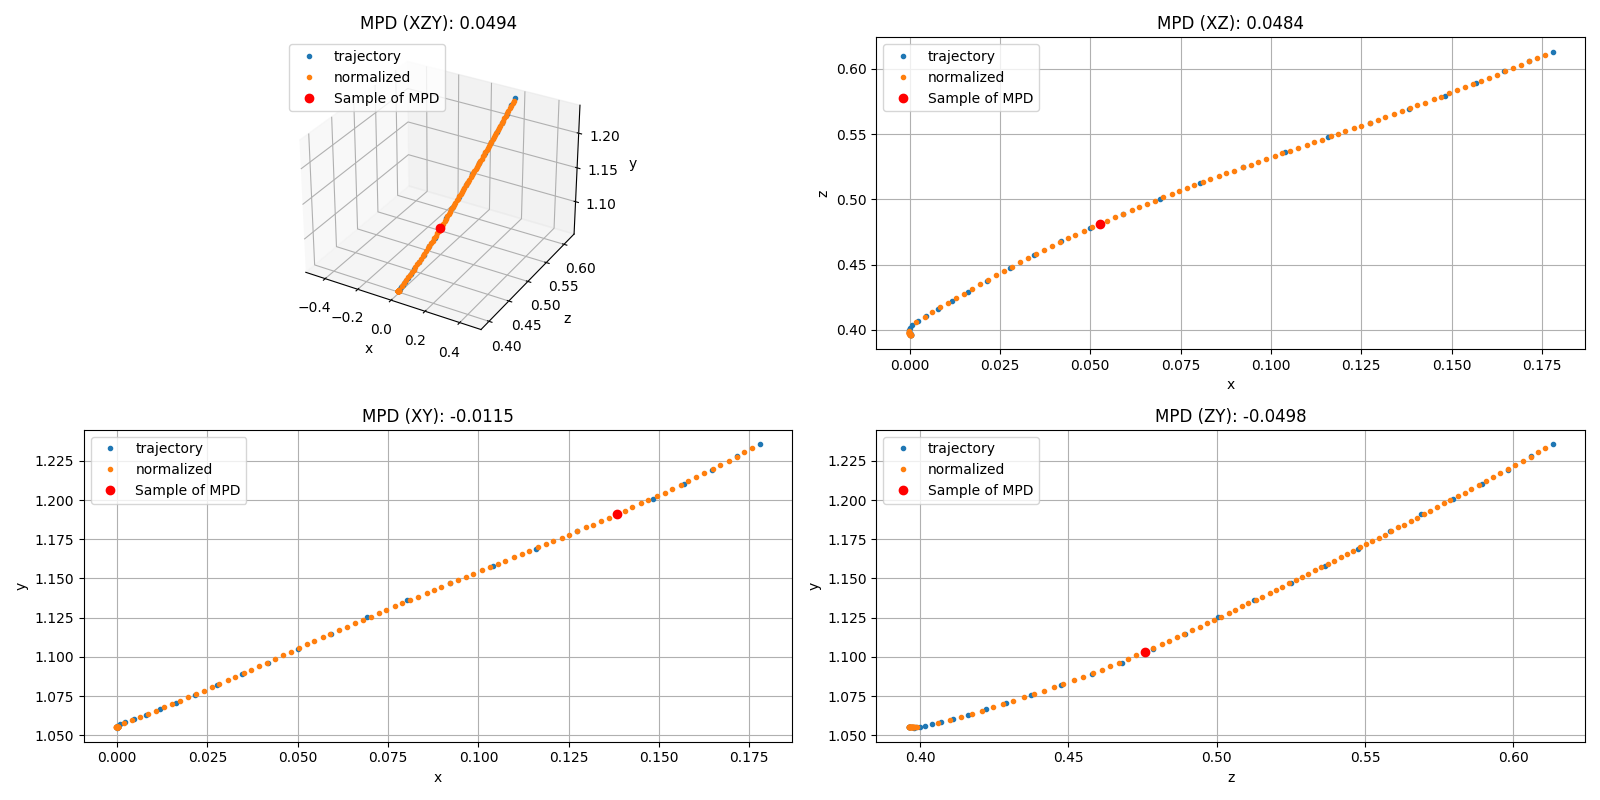 MPD (XZY): 0.0494
trajectory
normalized
Sample of MPD
1.20
1.15
1.10
y
0.60
0.55
0.50
0.45
0.40
z
−0.4
−0.2
0.0
0.2
0.4
x
MPD (XZ): 0.0484
trajectory
normalized
Sample of MPD
0.60
0.55
0.50
0.45
0.40
z
0.000 0.025 0.050 0.075 0.100 0.125 0.150 0.175
x
MPD (XY): -0.0115
trajectory
normalized
Sample of MPD
1.225
1.200
1.175
1.150
1.125
1.100
1.075
1.050
y
0.000 0.025 0.050 0.075 0.100 0.125 0.150 0.175
x
MPD (ZY): -0.0498
trajectory
normalized
Sample of MPD
1.225
1.200
1.175
1.150
1.125
1.100
1.075
1.050
y
0.40 0.45 0.50 0.55 0.60
z